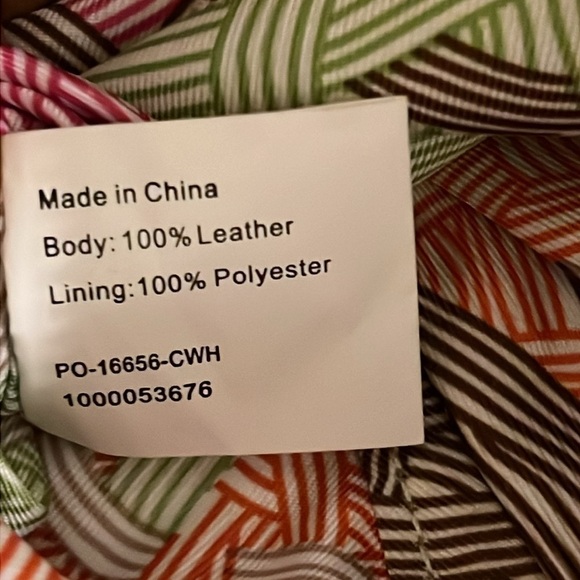 Made in China
Body: 100% Leather
Lining:100% Polyester
PO-16656-CWH
1000053676